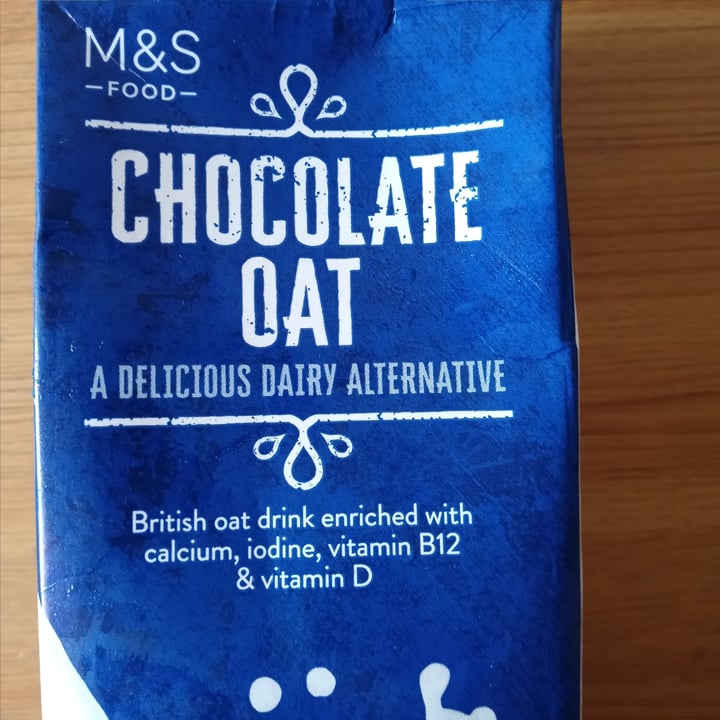 M&S
FOOD
CHOCOLATE
OAT
A DELICIOUS DAIRY ALTERNATIVE
British oat drink enriched with
calcium, iodine, vitamin B12
& vitamin D